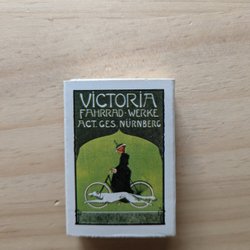 VICTORIA
FAHRRAD-WERKE
ACT. GES. NÜRNBERG